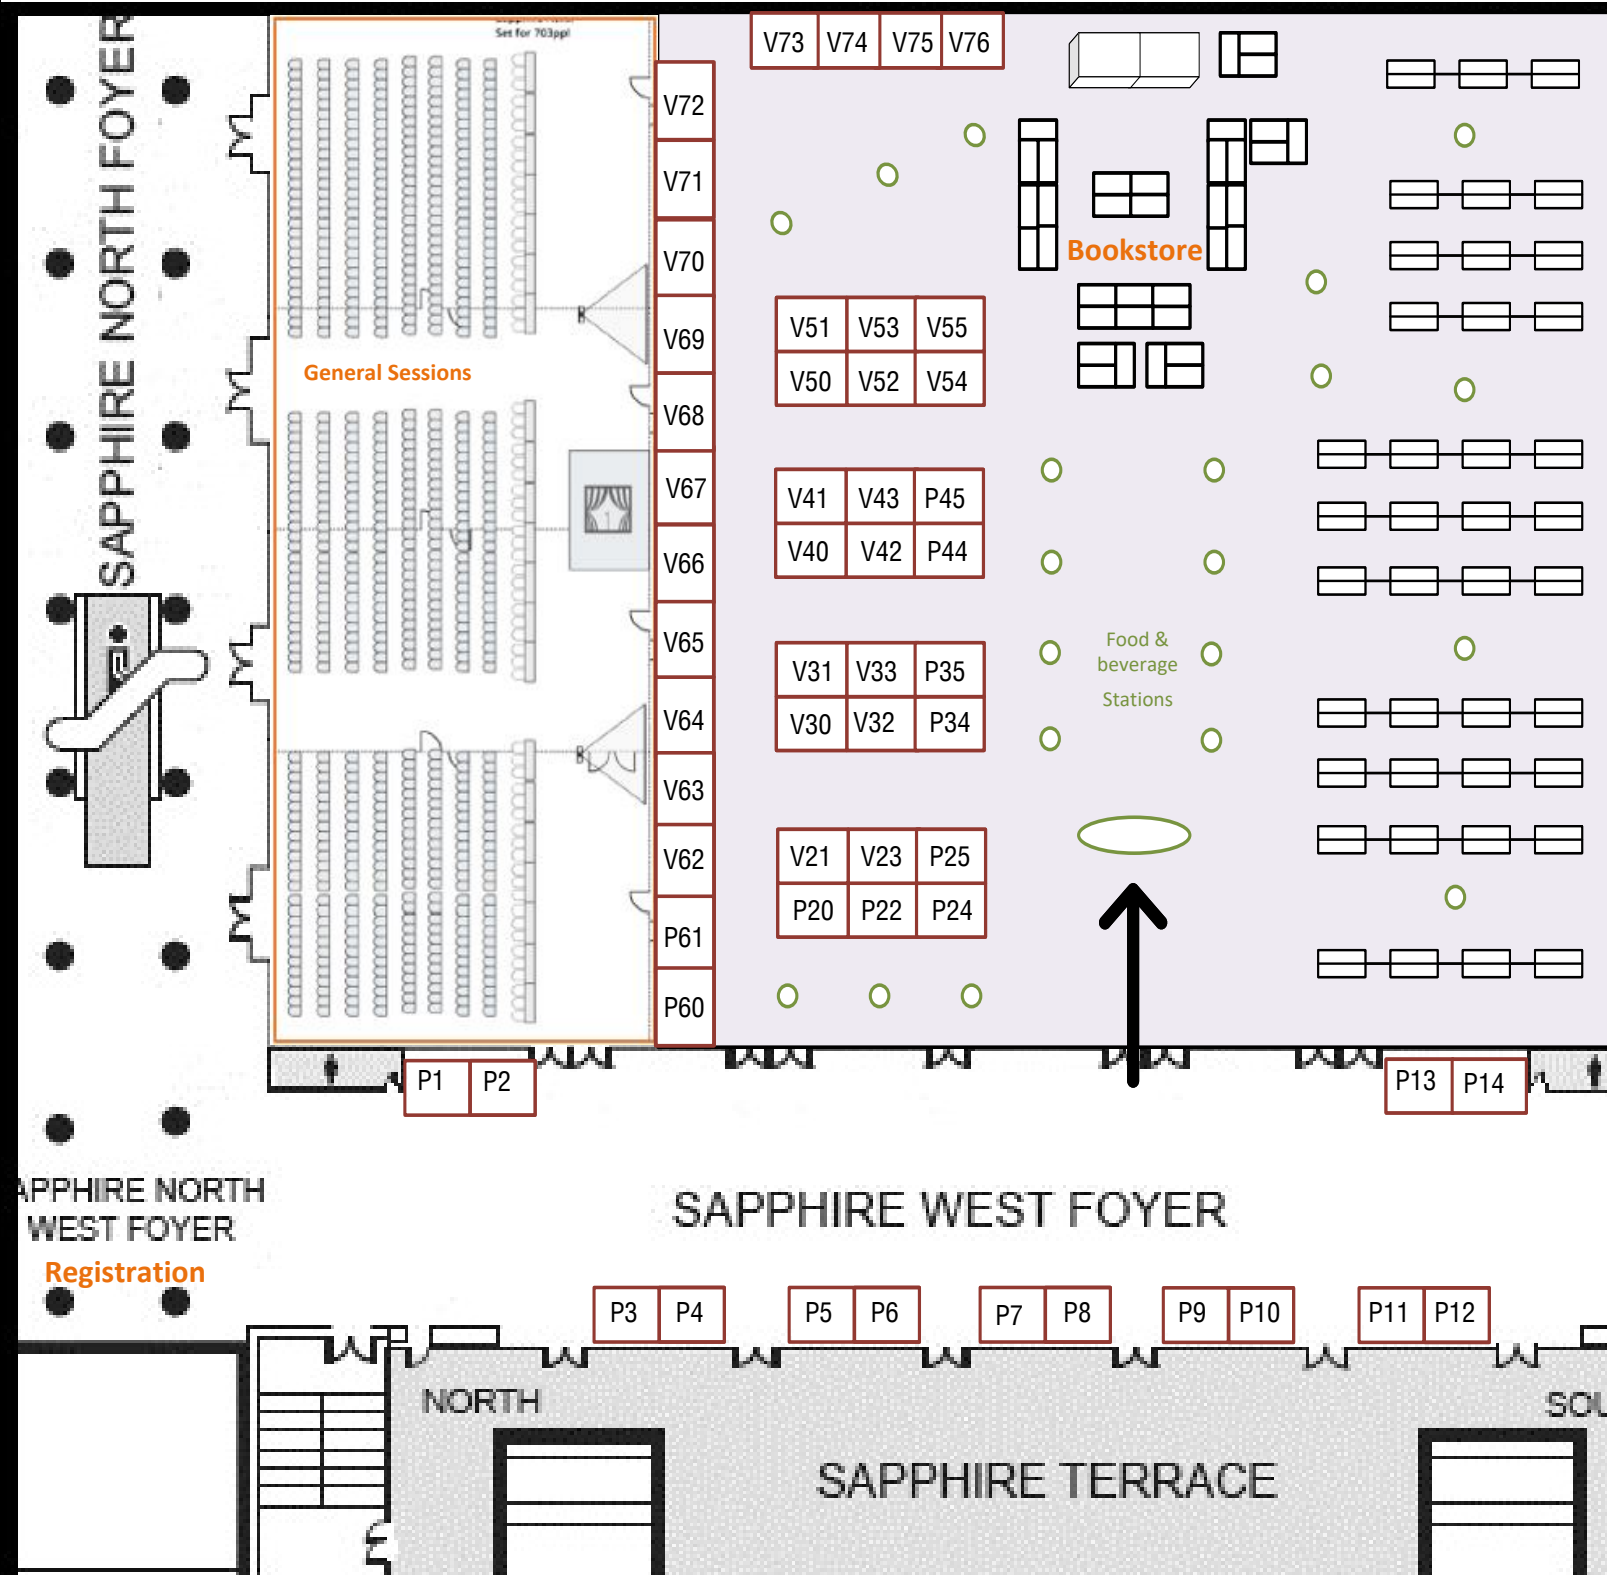 SAPPHIRE NORTH FOYER
Set for 703ppl
V73 V74 V75 V76
V72
V71
V70
V69
V68
V67
V66
V65
V64
V63
V62
P61
P60
General Sessions
Bookstore
V51 V53 V55
V50 V52 V54
V41 V43 P45
V40 V42 P44
V31 V33 P35
V30 V32 P34
V21 V23 P25
P20 P22 P24
Food &
beverage
Stations
P1 P2
P13 P14
APPHIRE NORTH
WEST FOYER
Registration
SAPPHIRE WEST FOYER
P3 P4 P5 P6 P7 P8 P9 P10 P11 P12
NORTH
SOU
SAPPHIRE TERRACE